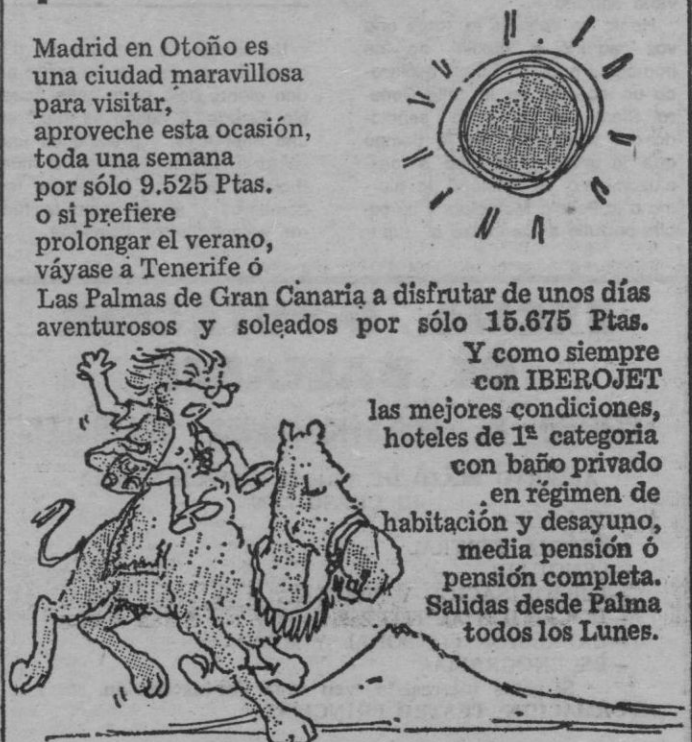 Madrid en Otoño es
una ciudad maravillosa
para visitar,
aproveche esta ocasión,
toda una semana
por sólo 9.525 Ptas.
o si prefiere
prolongar el verano,
váyase a Tenerife ó
Las Palmas de Gran Canaria a disfrutar de unos días
aventurosos y soleados por sólo 15.675 Ptas.
Y como siempre
con IBEROJET
las mejores condiciones,
hoteles de 1ª categoria
con baño privado
en régimen de
habitación y desayuno,
media pensión ó
pensión completa.
Salidas desde Palma
todos los Lunes.